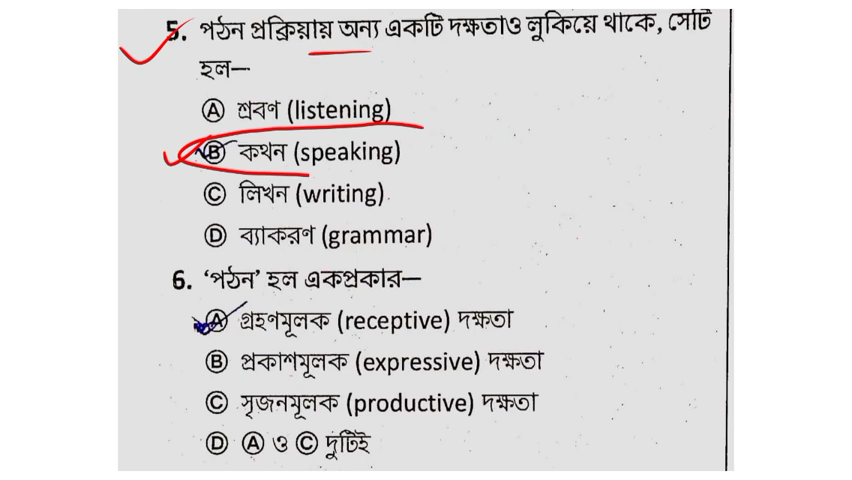 5. পঠন প্রক্রিয়ায় অন্য একটি দক্ষতাও লুকিয়ে থাকে, সেটি
হল—
Ⓐ শ্রবণ (listening)
Ⓑ কথন (speaking)
Ⓒ লিখন (writing)
Ⓓ ব্যাকরণ (grammar)
6. ‘পঠন’ হল একপ্রকার—
Ⓐ গ্রহণমূলক (receptive) দক্ষতা
Ⓑ প্রকাশমূলক (expressive) দক্ষতা
Ⓒ সৃজনমূলক (productive) দক্ষতা
Ⓓ Ⓐ ও Ⓒ দুটিই